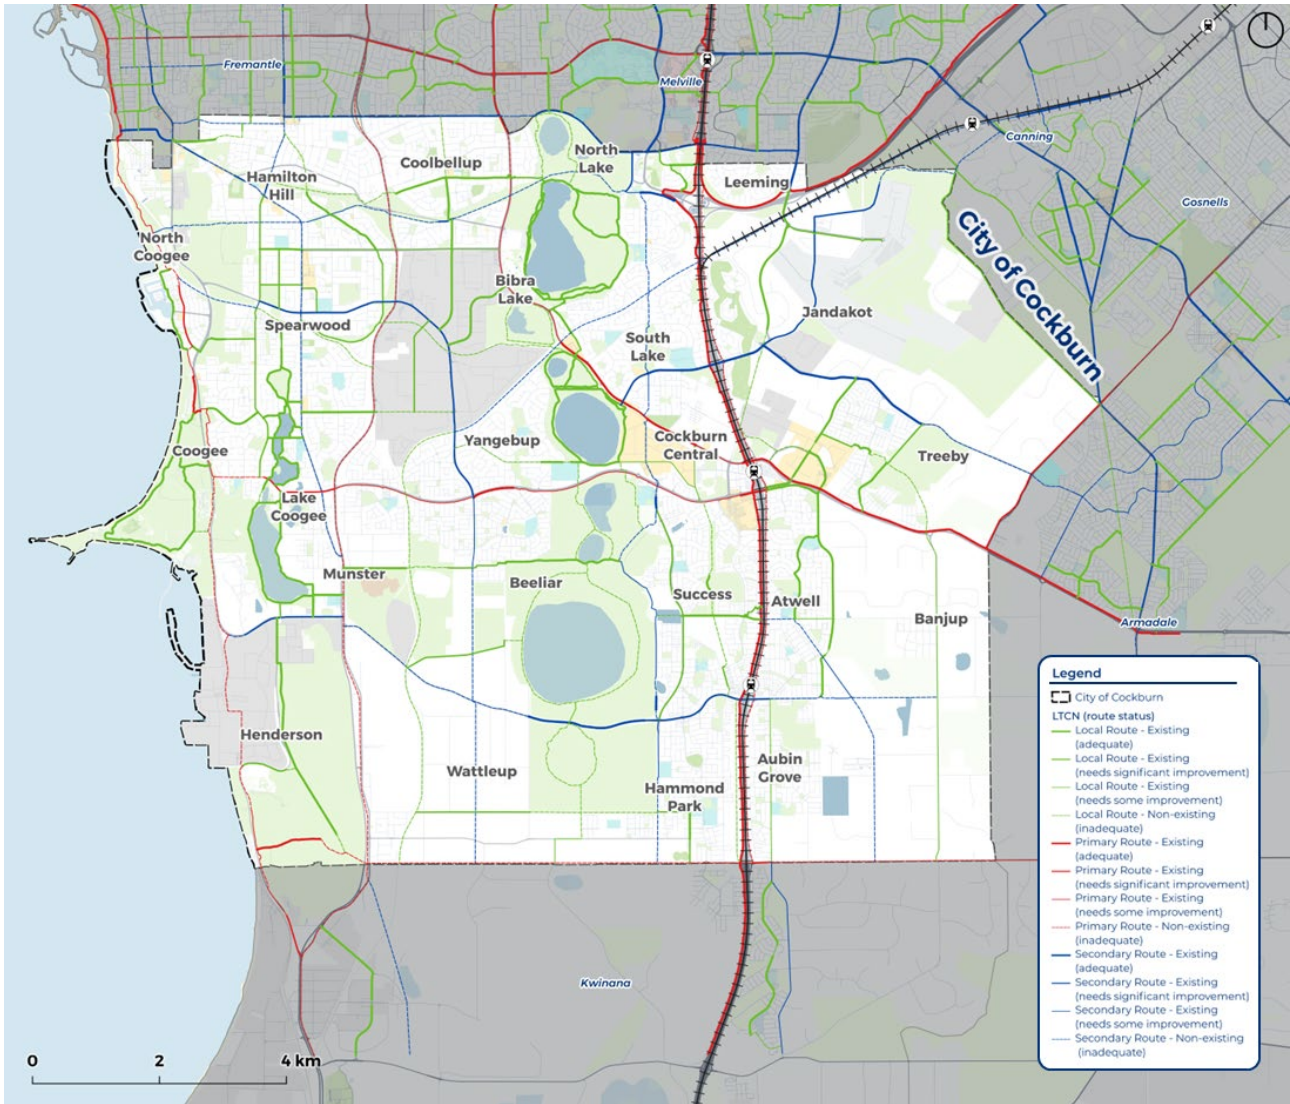 Fremantle
Melville
Canning
Gosnells
North
Lake
Coolbellup
Hamilton
Hill
Leeming
City of Cockburn
North
Coogee
Bibra
Lake
Jandakot
Spearwood
South
Lake
Coogee
Yangebup
Cockburn
Central
Treeby
Lake
Coogee
Munster
Beeliar
Success
Atwell
Banjup
Armadale
Henderson
Wattleup
Aubin
Grove
Hammond
Park
Kwinana
0 2 4 km
Legend
City of Cockburn
LTCN (route status)
Local Route - Existing
(adequate)
Local Route - Existing
(needs significant improvement)
Local Route - Existing
(needs some improvement)
Local Route - Non-existing
(inadequate)
Primary Route - Existing
(adequate)
Primary Route - Existing
(needs significant improvement)
Primary Route - Existing
(needs some improvement)
Primary Route - Non-existing
(inadequate)
Secondary Route - Existing
(adequate)
Secondary Route - Existing
(needs significant improvement)
Secondary Route - Existing
(needs some improvement)
Secondary Route - Non-existing
(inadequate)